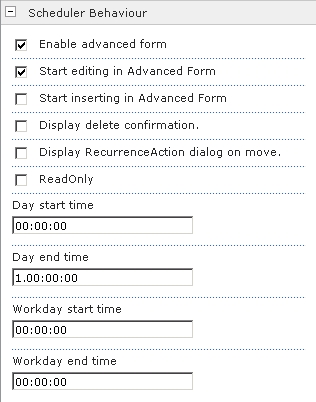 Scheduler Behaviour
Enable advanced form
Start editing in Advanced Form
Start inserting in Advanced Form
Display delete confirmation.
Display RecurrenceAction dialog on move.
ReadOnly
Day start time
00:00:00
Day end time
1.00:00:00
Workday start time
00:00:00
Workday end time
00:00:00